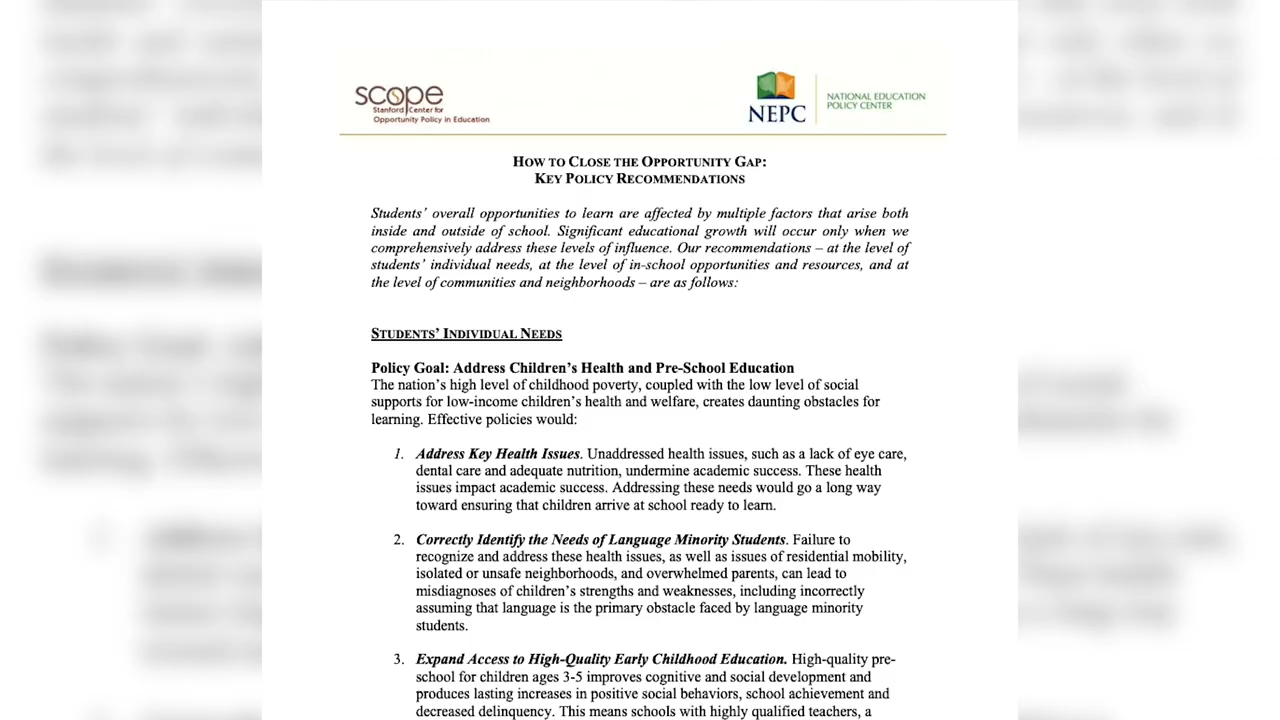 scope
Stanford Center for
Opportunity Policy in Education
NEPC
NATIONAL EDUCATION
POLICY CENTER
HOW TO CLOSE THE OPPORTUNITY GAP:
KEY POLICY RECOMMENDATIONS
Students' overall opportunities to learn are affected by multiple factors that arise both
inside and outside of school. Significant educational growth will occur only when we
comprehensively address these levels of influence. Our recommendations – at the level of
students' individual needs, at the level of in-school opportunities and resources, and at
the level of communities and neighborhoods – are as follows:
STUDENTS' INDIVIDUAL NEEDS
Policy Goal: Address Children's Health and Pre-School Education
The nation's high level of childhood poverty, coupled with the low level of social
supports for low-income children's health and welfare, creates daunting obstacles for
learning. Effective policies would:
1. Address Key Health Issues. Unaddressed health issues, such as a lack of eye care,
dental care and adequate nutrition, undermine academic success. These health
issues impact academic success. Addressing these needs would go a long way
toward ensuring that children arrive at school ready to learn.
2. Correctly Identify the Needs of Language Minority Students. Failure to
recognize and address these health issues, as well as issues of residential mobility,
isolated or unsafe neighborhoods, and overwhelmed parents, can lead to
misdiagnoses of children's strengths and weaknesses, including incorrectly
assuming that language is the primary obstacle faced by language minority
students.
3. Expand Access to High-Quality Early Childhood Education. High-quality pre-
school for children ages 3-5 improves cognitive and social development and
produces lasting increases in positive social behaviors, school achievement and
decreased delinquency. This means schools with highly qualified teachers, a